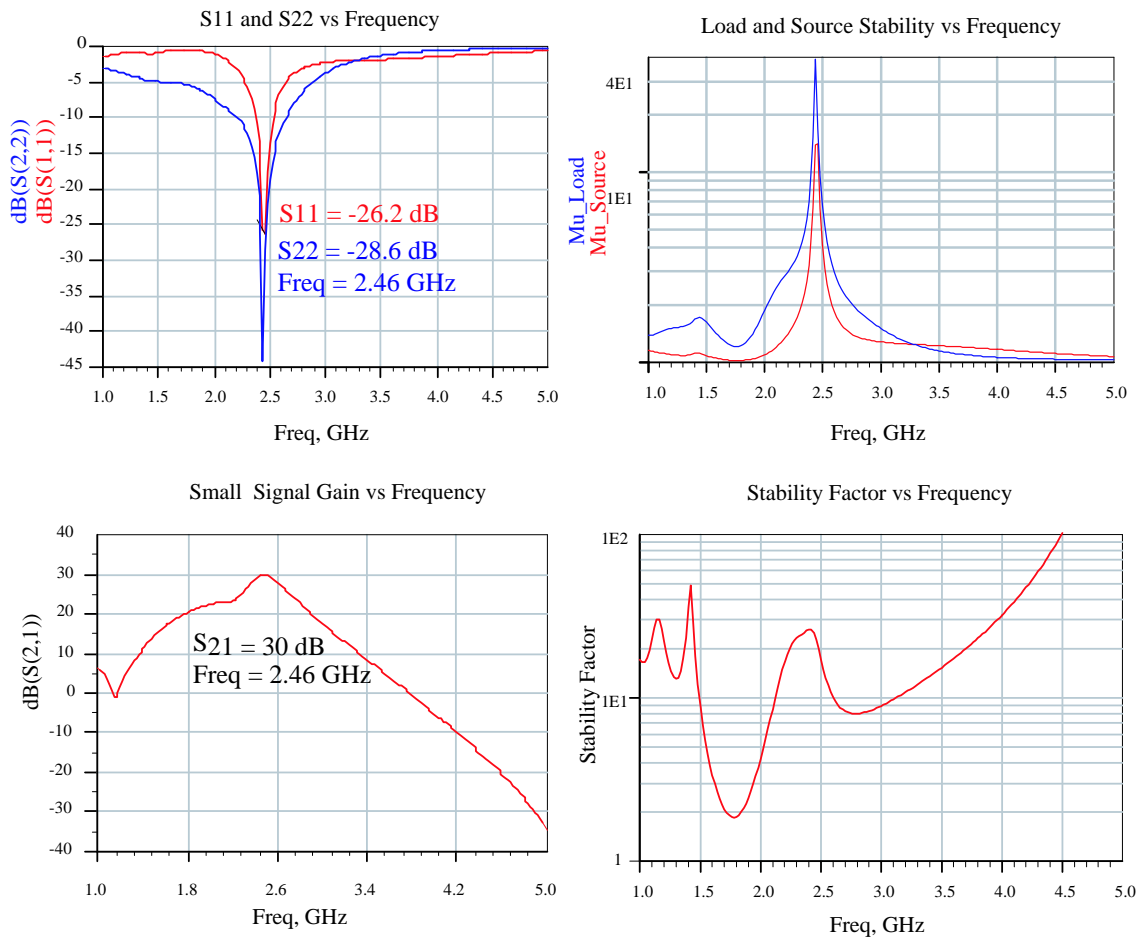 S11 and S22 vs Frequency
0
-5
-10
-15
-20
-25
-30
-35
-40
-45
dB(S(2,2))
dB(S(1,1))
S11 = -26.2 dB
S22 = -28.6 dB
Freq = 2.46 GHz
1.0 1.5 2.0 2.5 3.0 3.5 4.0 4.5 5.0
Freq, GHz
Load and Source Stability vs Frequency
4E1
1E1
Mu_Load
Mu_Source
1.0 1.5 2.0 2.5 3.0 3.5 4.0 4.5 5.0
Freq, GHz
Small Signal Gain vs Frequency
40
30
20
10
0
-10
-20
-30
-40
dB(S(2,1))
S21 = 30 dB
Freq = 2.46 GHz
1.0 1.8 2.6 3.4 4.2 5.0
Freq, GHz
Stability Factor vs Frequency
1E2
1E1
1
Stability Factor
1.0 1.5 2.0 2.5 3.0 3.5 4.0 4.5 5.0
Freq, GHz